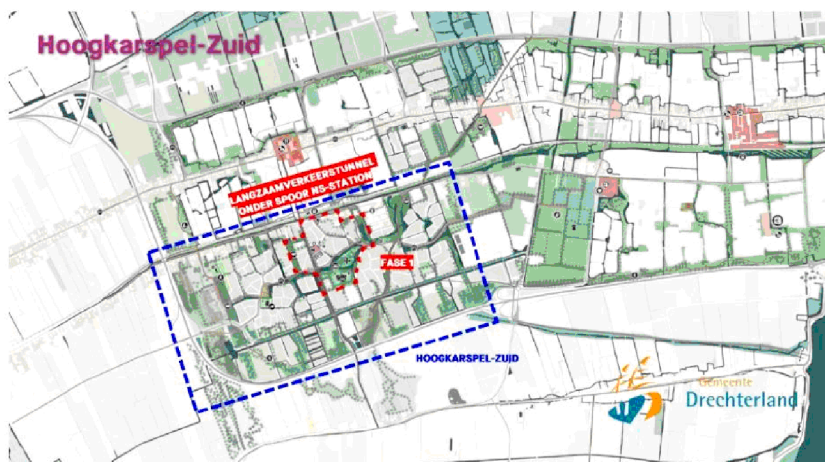 Hoogkarspel-Zuid
LANGZAAMVERKEERSTUNNEL
ONDER SPOOR NS-STATION
FASE 1
HOOGKARSPEL-ZUID
Gemeente
Drechterland